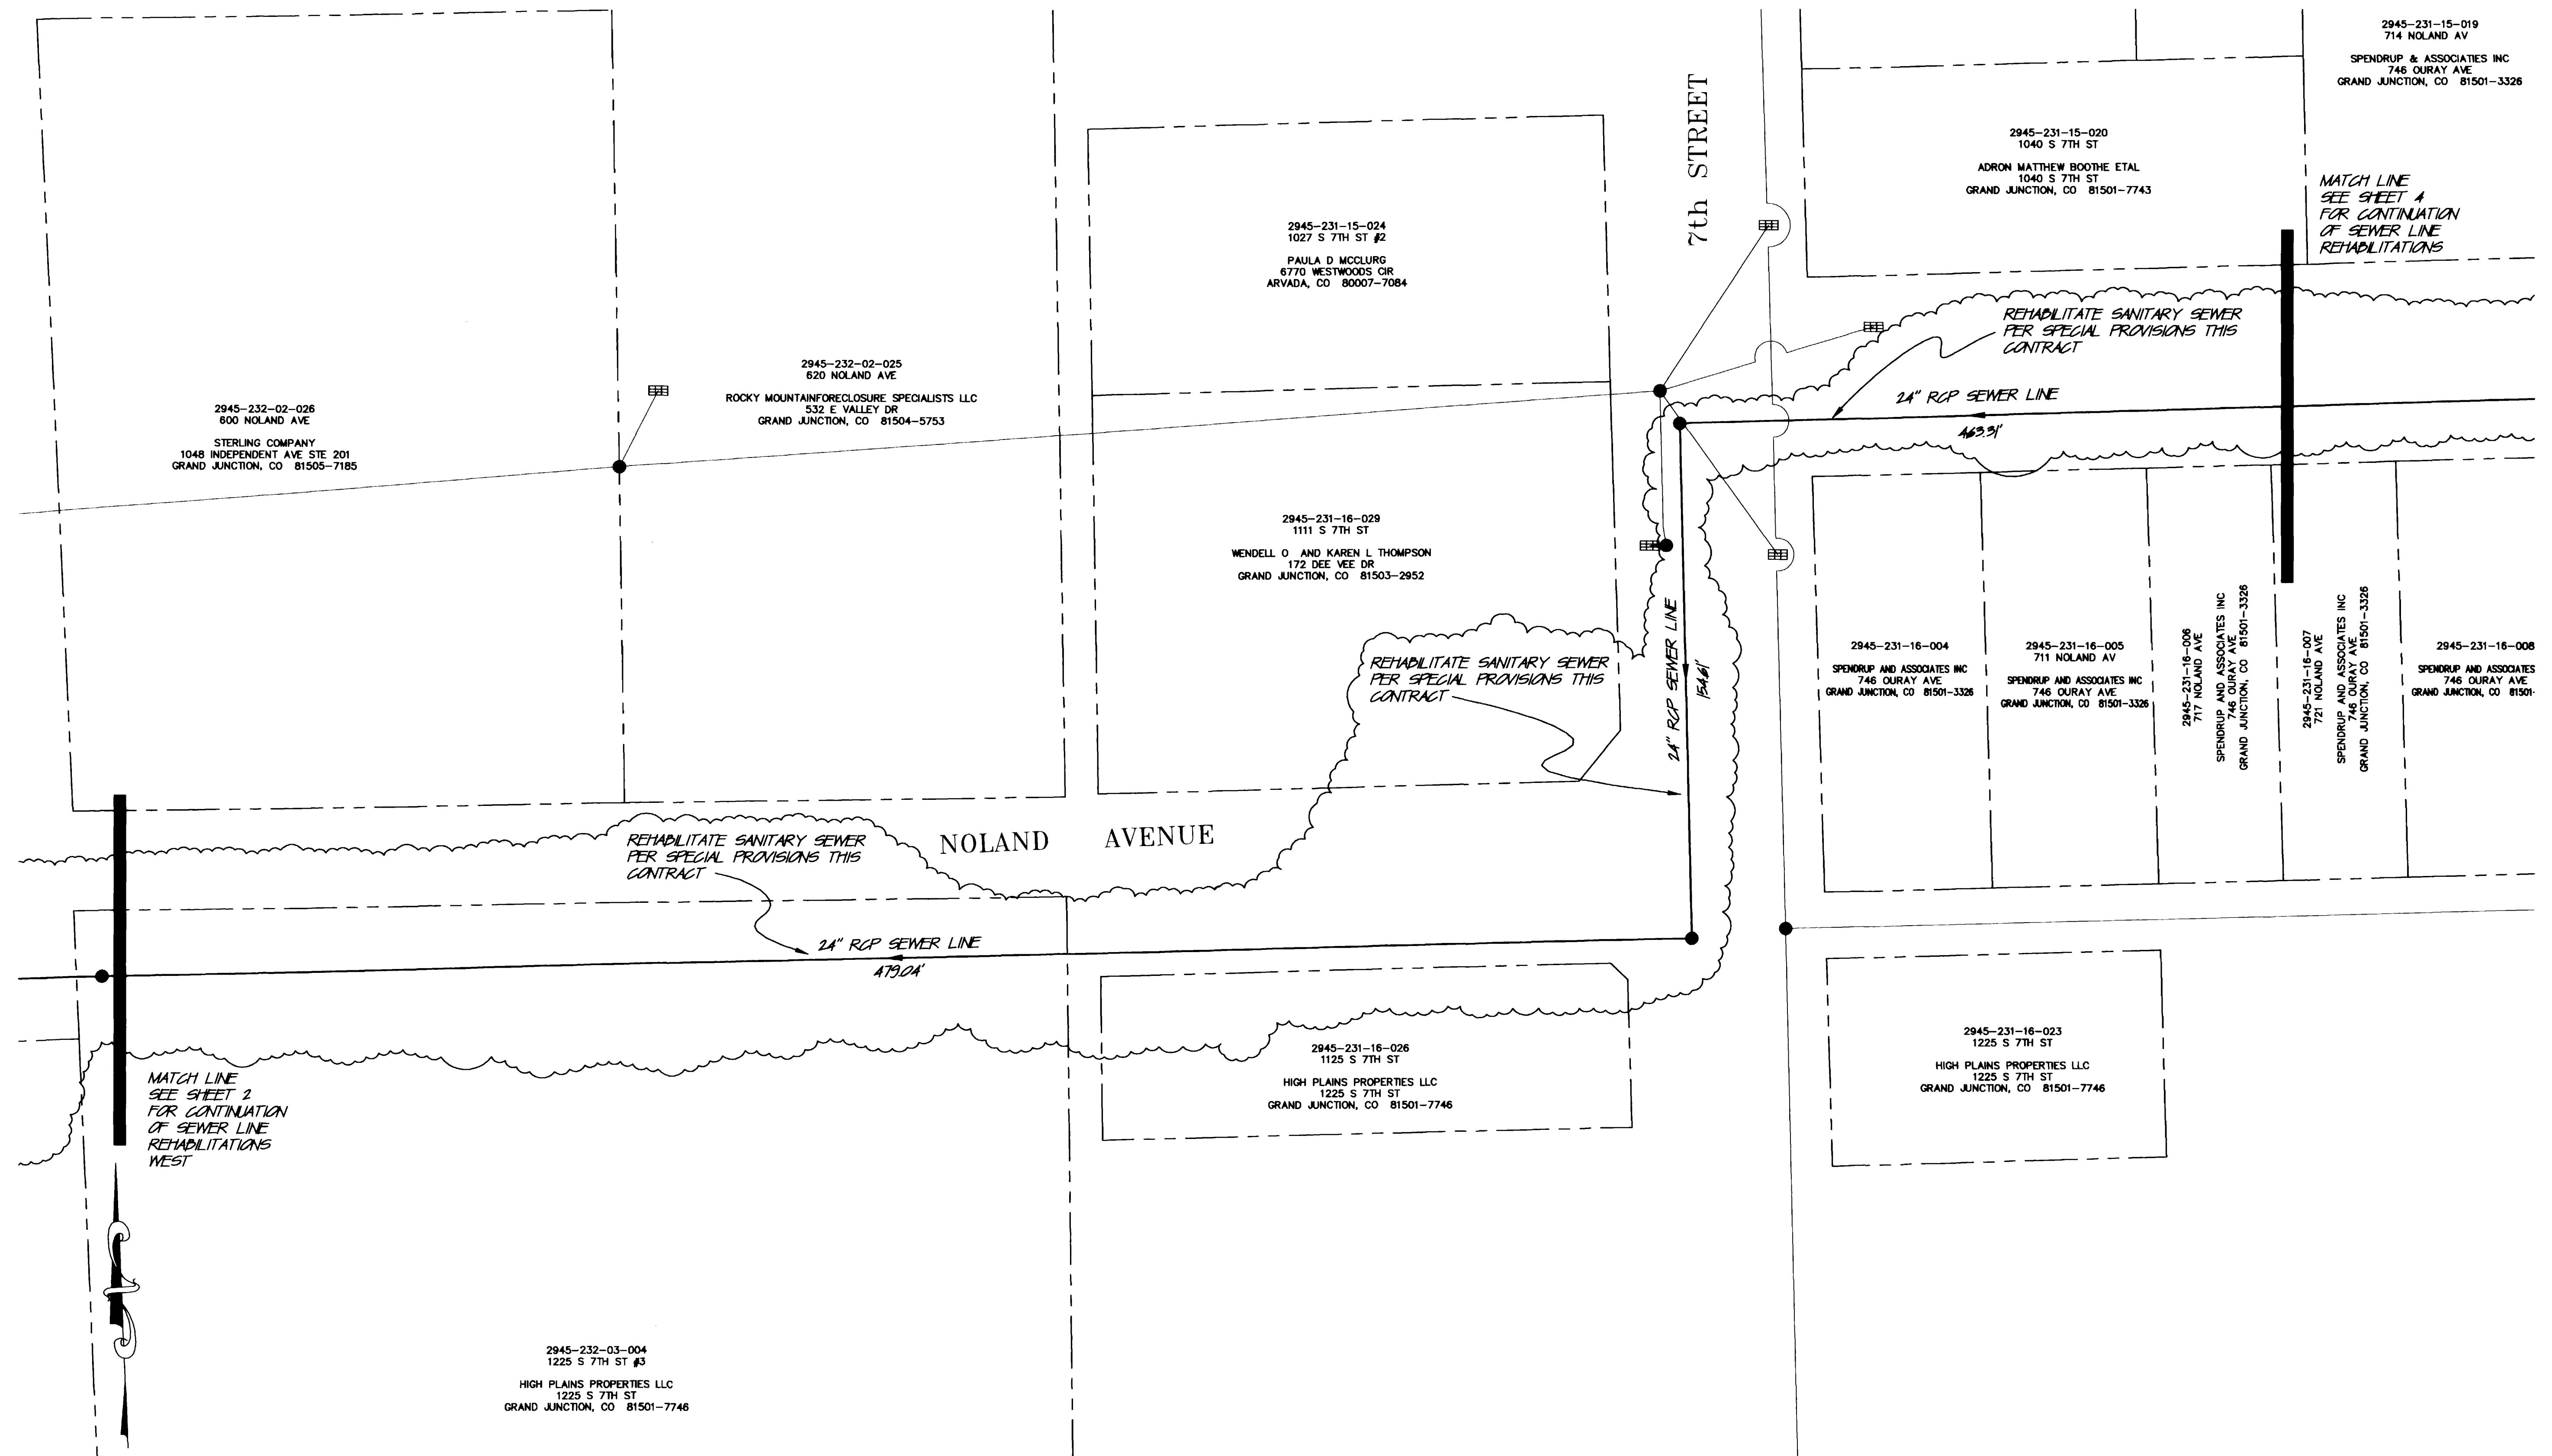 2945-231-15-019
714 NOLAND AV
SPENDRUP & ASSOCIATES INC
746 OURAY AVE
GRAND JUNCTION, CO 81501-3326
7th STREET
2945-231-15-020
1040 S 7TH ST
ADRON MATTHEW BOOTHE ETAL
1040 S 7TH ST
GRAND JUNCTION, CO 81501-7743
MATCH LINE
SEE SHEET 4
FOR CONTINUATION
OF SEWER LINE
REHABILITATIONS
2945-231-15-024
1027 S 7TH ST #2
PAULA D MCCLURG
6770 WESTWOODS CIR
ARVADA, CO 80007-7084
REHABILITATE SANITARY SEWER
PER SPECIAL PROVISIONS THIS
CONTRACT
2945-232-02-025
620 NOLAND AVE
ROCKY MOUNTAINFORECLOSURE SPECIALISTS LLC
532 E VALLEY DR
GRAND JUNCTION, CO 81504-5753
24" RCP SEWER LINE
463.31'
2945-232-02-026
600 NOLAND AVE
STERLING COMPANY
1048 INDEPENDENT AVE STE 201
GRAND JUNCTION, CO 81505-7185
2945-231-16-029
1111 S 7TH ST
WENDELL O AND KAREN L THOMPSON
172 DEE VEE DR
GRAND JUNCTION, CO 81503-2952
24" RCP SEWER LINE
154.61'
REHABILITATE SANITARY SEWER
PER SPECIAL PROVISIONS THIS
CONTRACT
2945-231-16-004
SPENDRUP AND ASSOCIATES INC
746 OURAY AVE
GRAND JUNCTION, CO 81501-3326
2945-231-16-005
711 NOLAND AV
SPENDRUP AND ASSOCIATES INC
746 OURAY AVE
GRAND JUNCTION, CO 81501-3326
2945-231-16-006
717 NOLAND AVE
SPENDRUP AND ASSOCIATES INC
746 OURAY AVE
GRAND JUNCTION, CO 81501-3326
2945-231-16-007
721 NOLAND AVE
SPENDRUP AND ASSOCIATES INC
746 OURAY AVE
GRAND JUNCTION, CO 81501-3326
2945-231-16-008
SPENDRUP AND ASSOCIATES
746 OURAY AVE
GRAND JUNCTION, CO 81501-
REHABILITATE SANITARY SEWER
PER SPECIAL PROVISIONS THIS
CONTRACT
NOLAND AVENUE
24" RCP SEWER LINE
479.04'
MATCH LINE
SEE SHEET 2
FOR CONTINUATION
OF SEWER LINE
REHABILITATIONS
WEST
2945-231-16-026
1125 S 7TH ST
HIGH PLAINS PROPERTIES LLC
1225 S 7TH ST
GRAND JUNCTION, CO 81501-7746
2945-231-16-023
1225 S 7TH ST
HIGH PLAINS PROPERTIES LLC
1225 S 7TH ST
GRAND JUNCTION, CO 81501-7746
2945-232-03-004
1225 S 7TH ST #3
HIGH PLAINS PROPERTIES LLC
1225 S 7TH ST
GRAND JUNCTION, CO 81501-7746